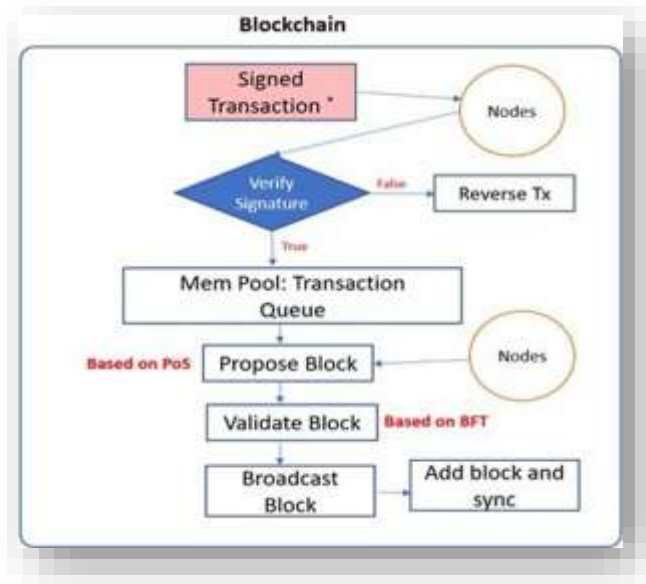 Blockchain
Signed
Transaction *
Nodes
Verify
Signature
False
Reverse Tx
True
Mem Pool: Transaction
Queue
Nodes
Based on PoS
Propose Block
Validate Block
Based on BFT
Broadcast
Block
Add block and
sync